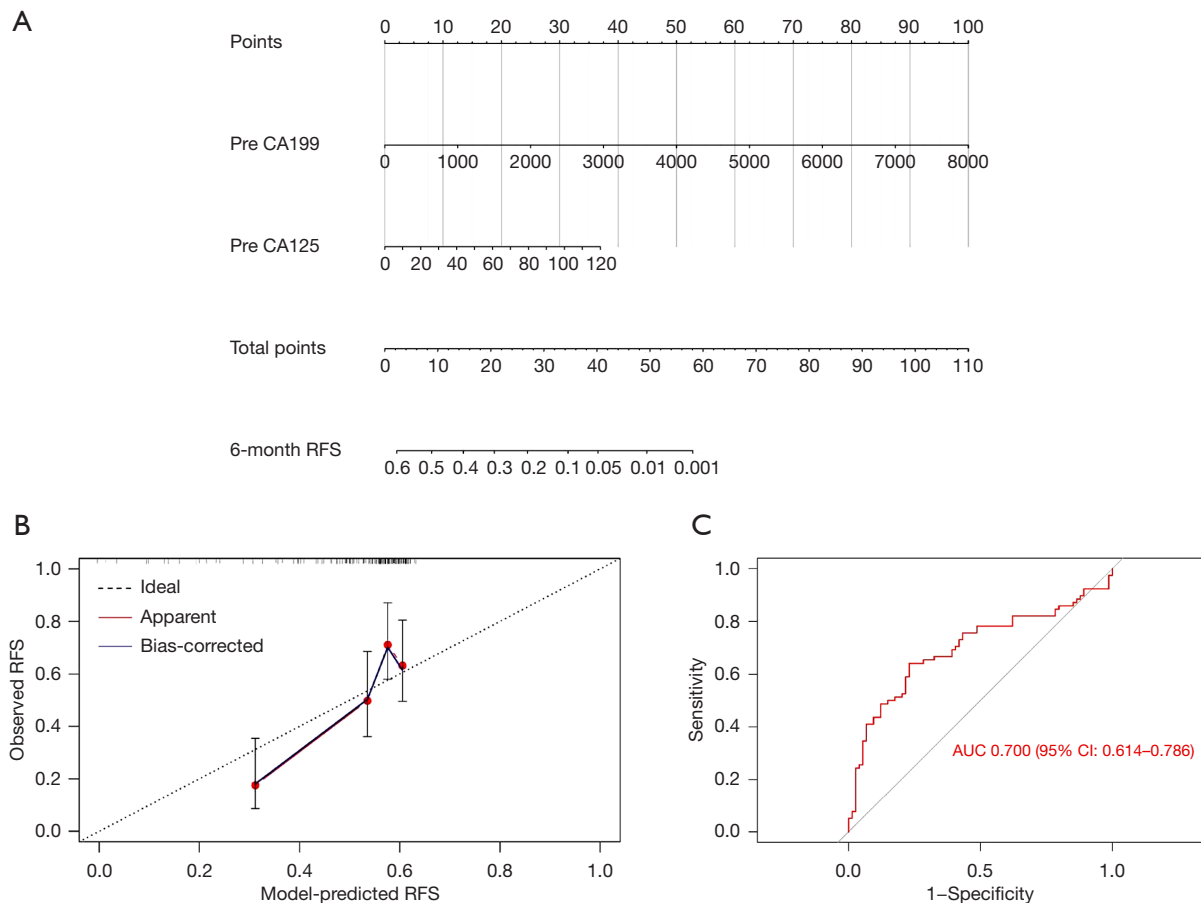 A
Points
0 10 20 30 40 50 60 70 80 90 100
Pre CA199
0 1000 2000 3000 4000 5000 6000 7000 8000
Pre CA125
0 20 30 40 60 70 80 100 120
Total points
0 10 20 30 40 50 60 70 80 90 100 110
6-month RFS
0.6 0.5 0.4 0.3 0.2 0.1 0.05 0.01 0.001
B
Ideal
Apparent
Bias-corrected
Observed RFS
1.0
0.8
0.6
0.4
0.2
0.0
0.0 0.2 0.4 0.6 0.8 1.0
Model-predicted RFS
C
Sensitivity
1.0
0.8
0.6
0.4
0.2
0.0
AUC 0.700 (95% CI: 0.614–0.786)
0.0 0.5 1.0
1–Specificity